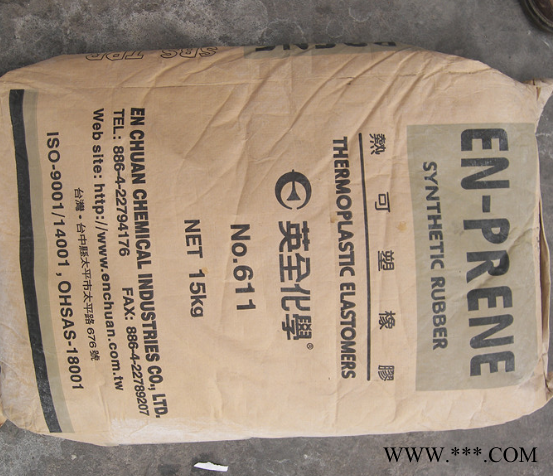 EN-PRENE
SYNTHETIC RUBBER
熱可塑橡膠
THERMOPLASTIC ELASTOMERS
英全化學®
No.611
NET 15kg
EN CHUAN CHEMICAL INDUSTRIES CO., LTD.
TEL: 886-4-22794176 FAX: 886-4-22789207
Web site: http://www.enchuan.com.tw
台灣・台中縣太平市太平路676號
ISO-9001/14001, OHSAS-18001
SBS TPR
PRENE
WWW.***.COM